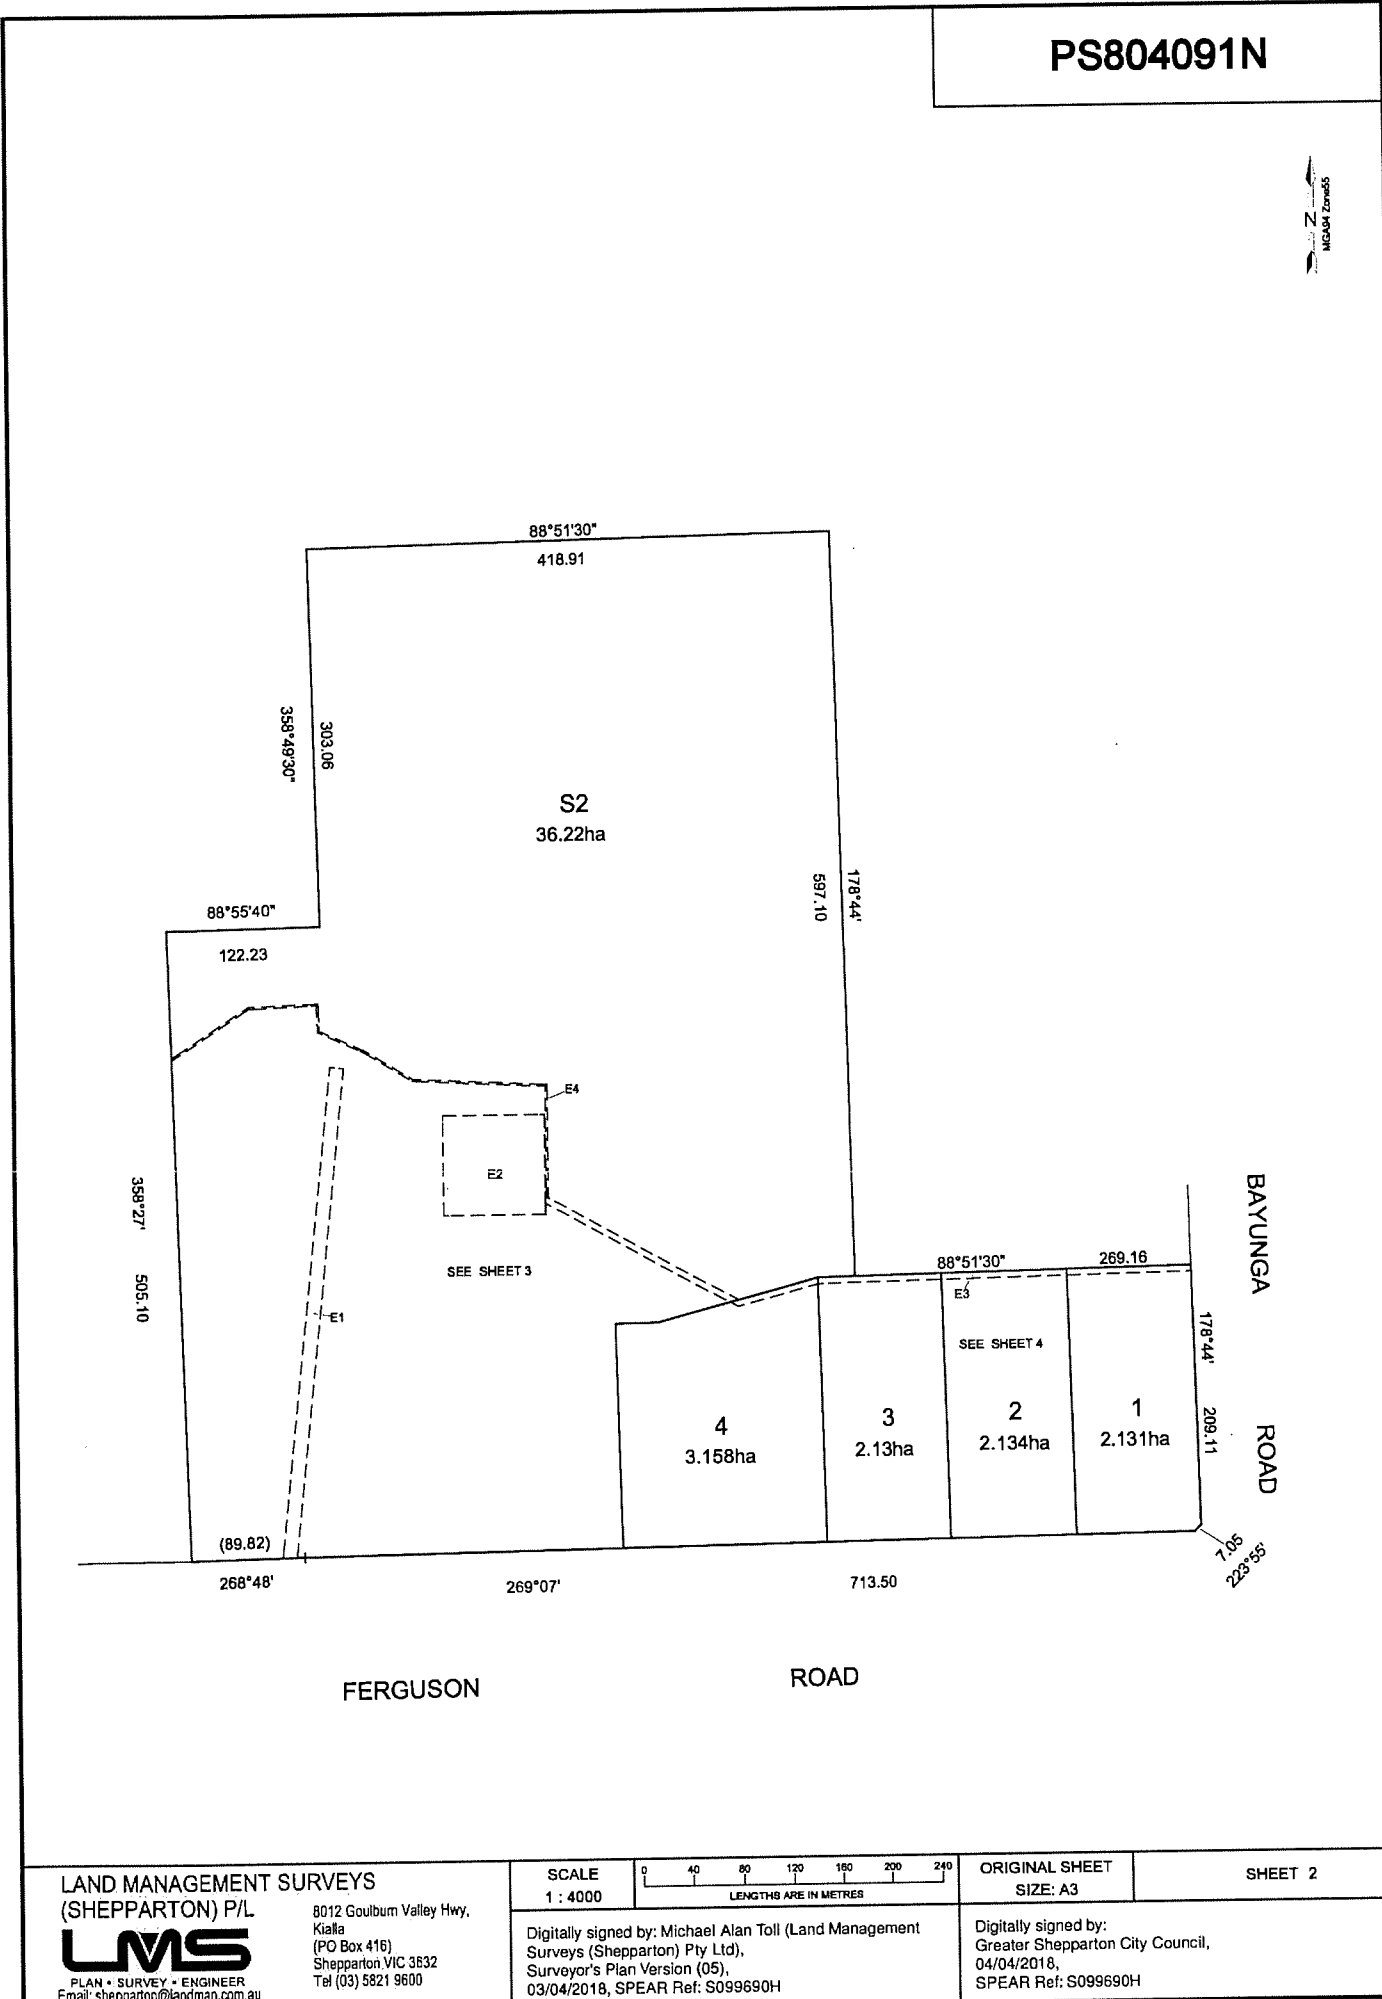 PS804091N
N
MGA94 Zone55
88°51'30"
418.91
358°49'30"
303.06
S2
36.22ha
178°44'
597.10
88°55'40"
122.23
E4
E2
SEE SHEET 3
358°27'
505.10
E1
88°51'30"
269.16
E3
SEE SHEET 4
BAYUNGA ROAD
178°44'
209.11
4
3.158ha
3
2.13ha
2
2.134ha
1
2.131ha
7.05
223°55'
(89.82)
268°48'
269°07'
713.50
FERGUSON ROAD
LAND MANAGEMENT SURVEYS
(SHEPPARTON) P/L
LMS
PLAN • SURVEY • ENGINEER
Email: shepparton@landman.com.au
8012 Goulburn Valley Hwy,
Kialla
(PO Box 416)
Shepparton VIC 3632
Tel (03) 5821 9600
SCALE
1 : 4000
0 40 80 120 160 200 240
LENGTHS ARE IN METRES
ORIGINAL SHEET
SIZE: A3
SHEET 2
Digitally signed by: Michael Alan Toll (Land Management
Surveys (Shepparton) Pty Ltd),
Surveyor's Plan Version (05),
03/04/2018, SPEAR Ref: S099690H
Digitally signed by:
Greater Shepparton City Council,
04/04/2018,
SPEAR Ref: S099690H